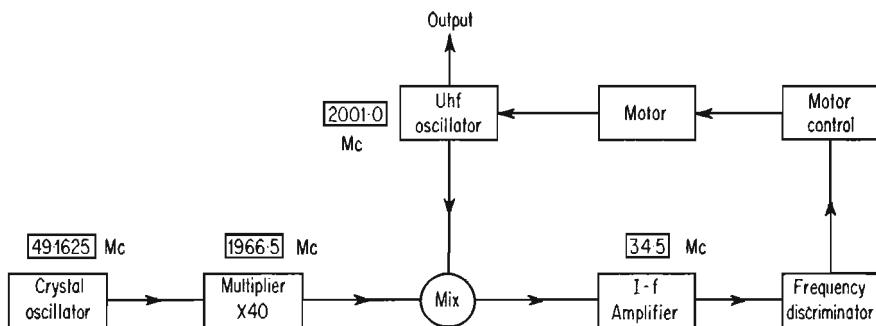 Output
Uhf
oscillator
Motor
Motor
control
2001·0
Mc
49·1625 Mc
1966·5 Mc
34·5 Mc
Crystal
oscillator
Multiplier
X40
Mix
I-f
Amplifier
Frequency
discriminator